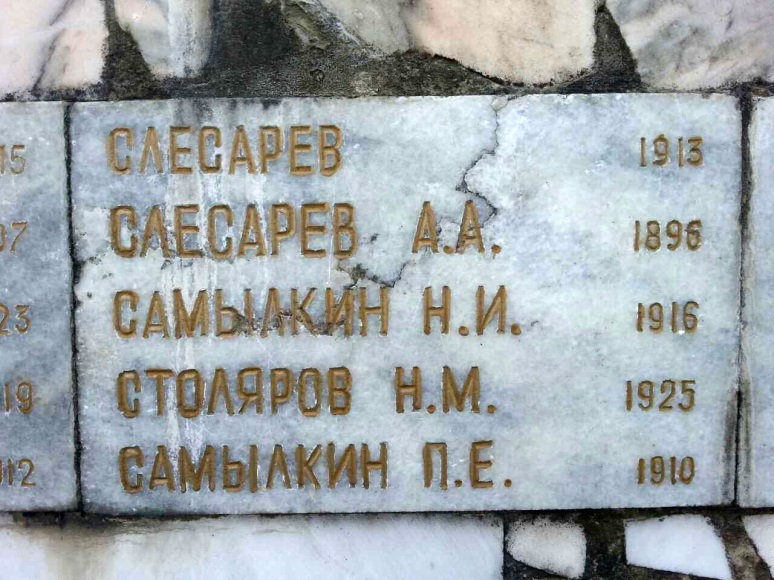 СЛЕСАРЕВ 1913
СЛЕСАРЕВ А.А. 1896
САМЫЛКИН Н.И. 1916
СТОЛЯРОВ Н.М. 1925
САМЫЛКИН П.Е. 1910